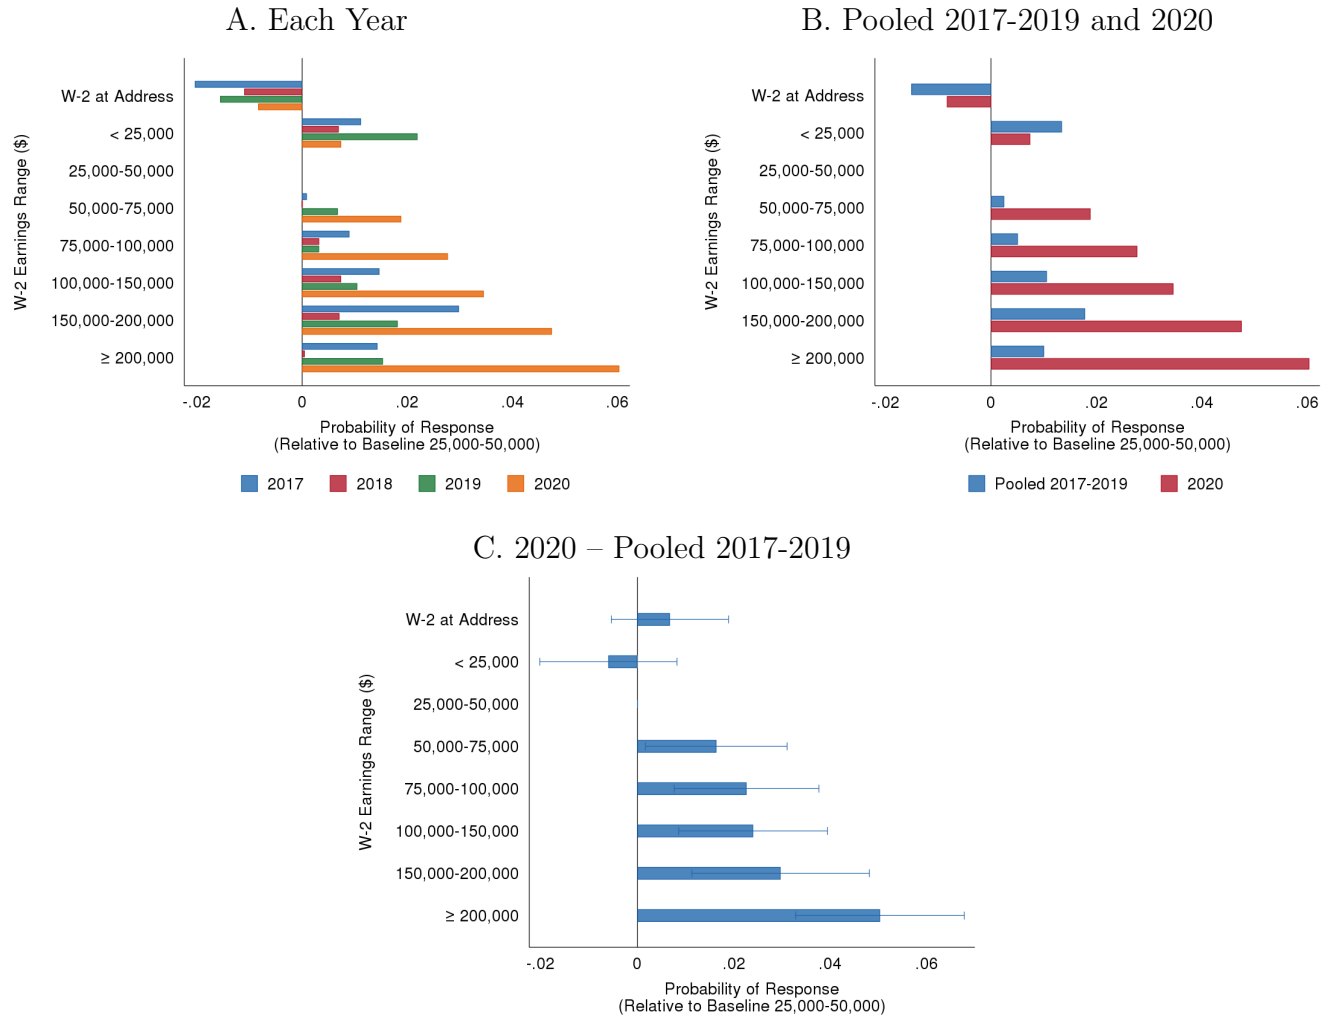 A. Each Year
W-2 Earnings Range ($)
W-2 at Address
< 25,000
25,000-50,000
50,000-75,000
75,000-100,000
100,000-150,000
150,000-200,000
≥ 200,000
-.02 0 .02 .04 .06
Probability of Response
(Relative to Baseline 25,000-50,000)
2017 2018 2019 2020
B. Pooled 2017-2019 and 2020
W-2 Earnings Range ($)
W-2 at Address
< 25,000
25,000-50,000
50,000-75,000
75,000-100,000
100,000-150,000
150,000-200,000
≥ 200,000
-.02 0 .02 .04 .06
Probability of Response
(Relative to Baseline 25,000-50,000)
Pooled 2017-2019 2020
C. 2020 – Pooled 2017-2019
W-2 Earnings Range ($)
W-2 at Address
< 25,000
25,000-50,000
50,000-75,000
75,000-100,000
100,000-150,000
150,000-200,000
≥ 200,000
-.02 0 .02 .04 .06
Probability of Response
(Relative to Baseline 25,000-50,000)